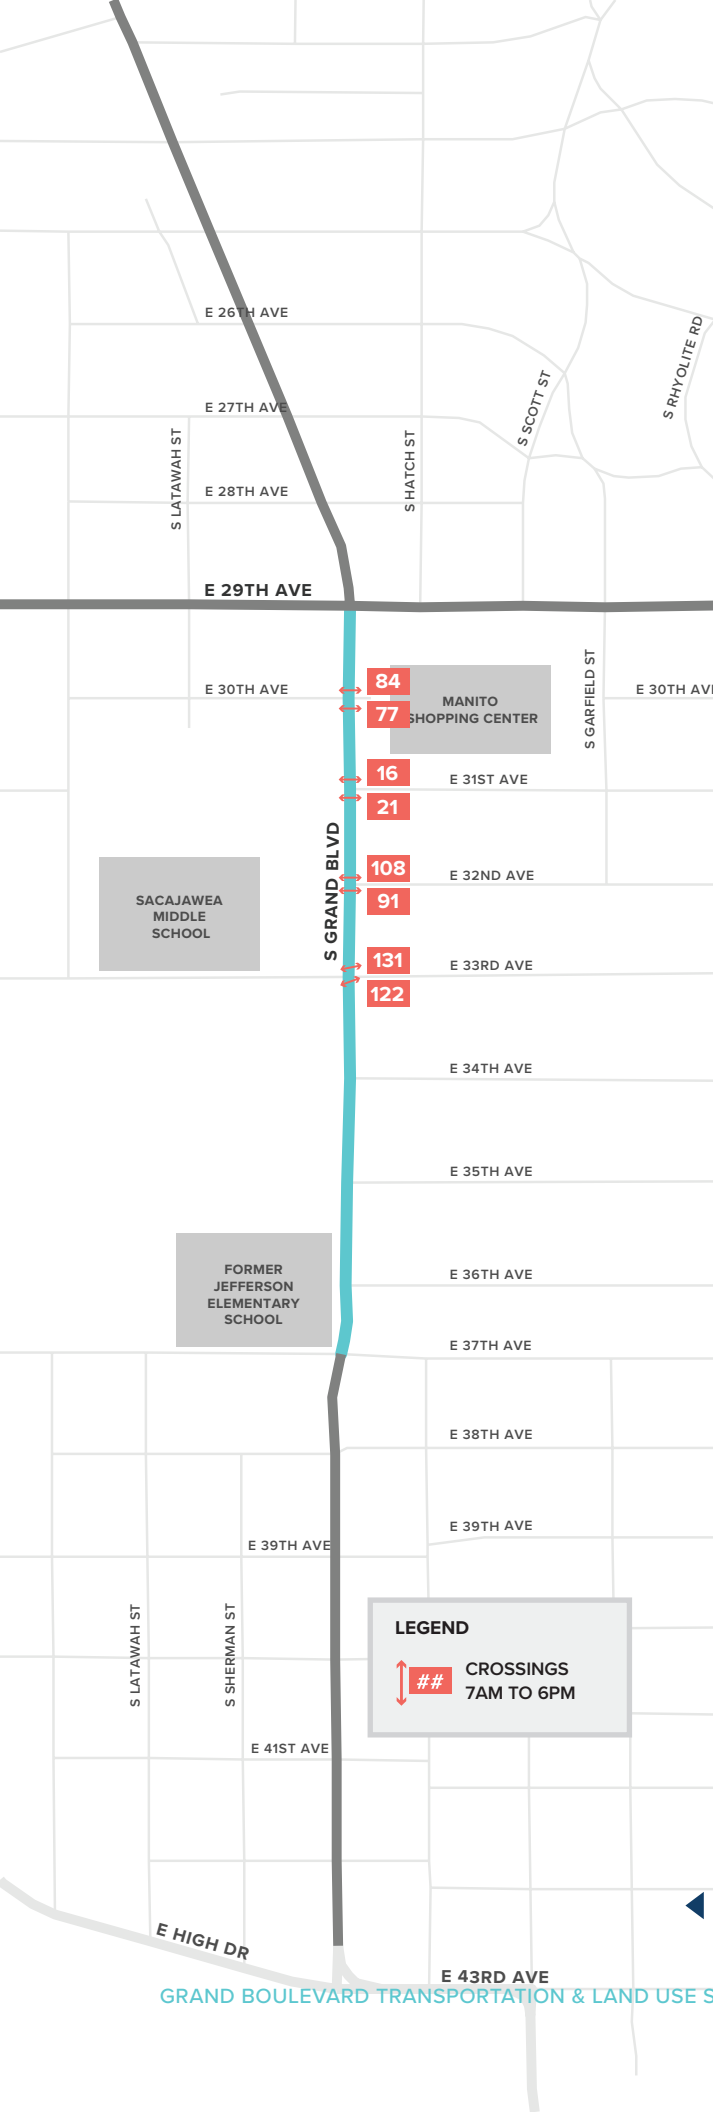 E 26TH AVE
S RHYOLITE RD
S SCOTT ST
E 27TH AVE
S LATAWAH ST
S HATCH ST
E 28TH AVE
E 29TH AVE
S GARFIELD ST
84
E 30TH AVE
E 30TH AV
MANITO
SHOPPING CENTER
77
16
E 31ST AVE
21
S GRAND BLVD
108
E 32ND AVE
91
SACAJAWEA
MIDDLE
SCHOOL
131
E 33RD AVE
122
E 34TH AVE
E 35TH AVE
FORMER
JEFFERSON
ELEMENTARY
SCHOOL
E 36TH AVE
E 37TH AVE
E 38TH AVE
E 39TH AVE
E 39TH AVE
S LATAWAH ST
S SHERMAN ST
LEGEND
##
CROSSINGS
7AM TO 6PM
E 41ST AVE
E HIGH DR
E 43RD AVE
GRAND BOULEVARD TRANSPORTATION & LAND USE S